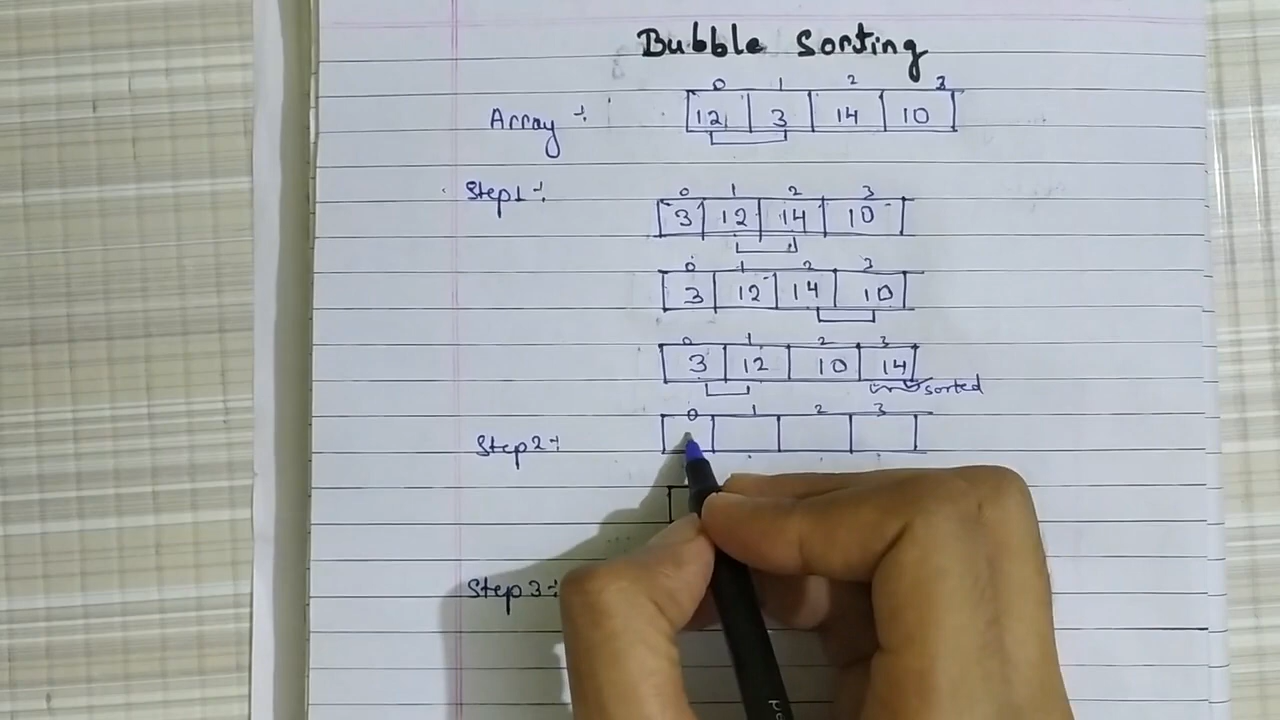 Bubble Sorting
0 1 2 3
Array :- 12 3 14 10
0 1 2 3
Step1 :- 3 12 14 10
0 1 2 3
3 12 14 10
0 1 2 3
3 12 10 14
sorted
0 1 2 3
Step2 :-
Step 3 :-